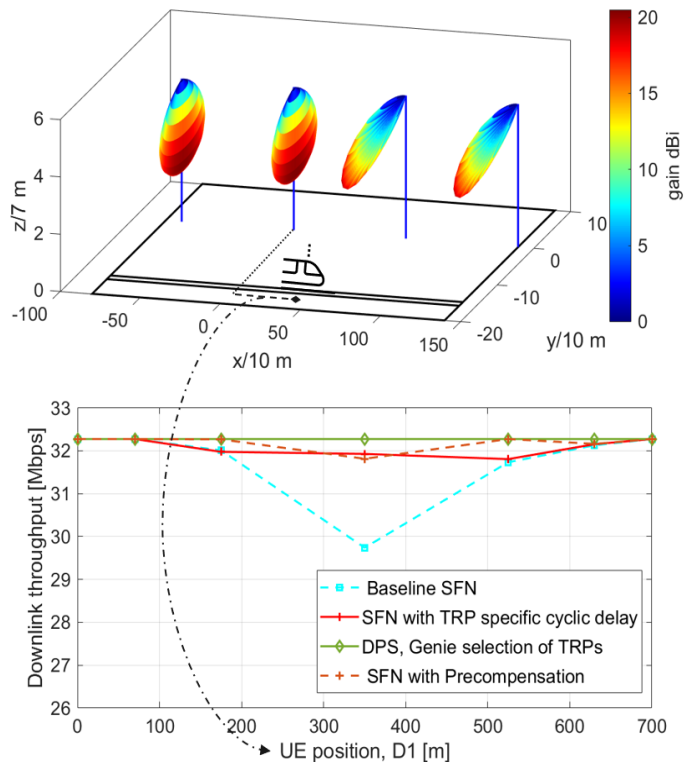 20
15
10
5
0
gain dBi
6
4
2
0
z/7 m
-100
-50
0
50
100
150
x/10 m
10
0
-10
-20
y/10 m
33
32
31
30
29
28
27
26
Downlink throughput [Mbps]
Baseline SFN
SFN with TRP specific cyclic delay
DPS, Genie selection of TRPs
SFN with Precompensation
0 100 200 300 400 500 600 700
UE position, D1 [m]